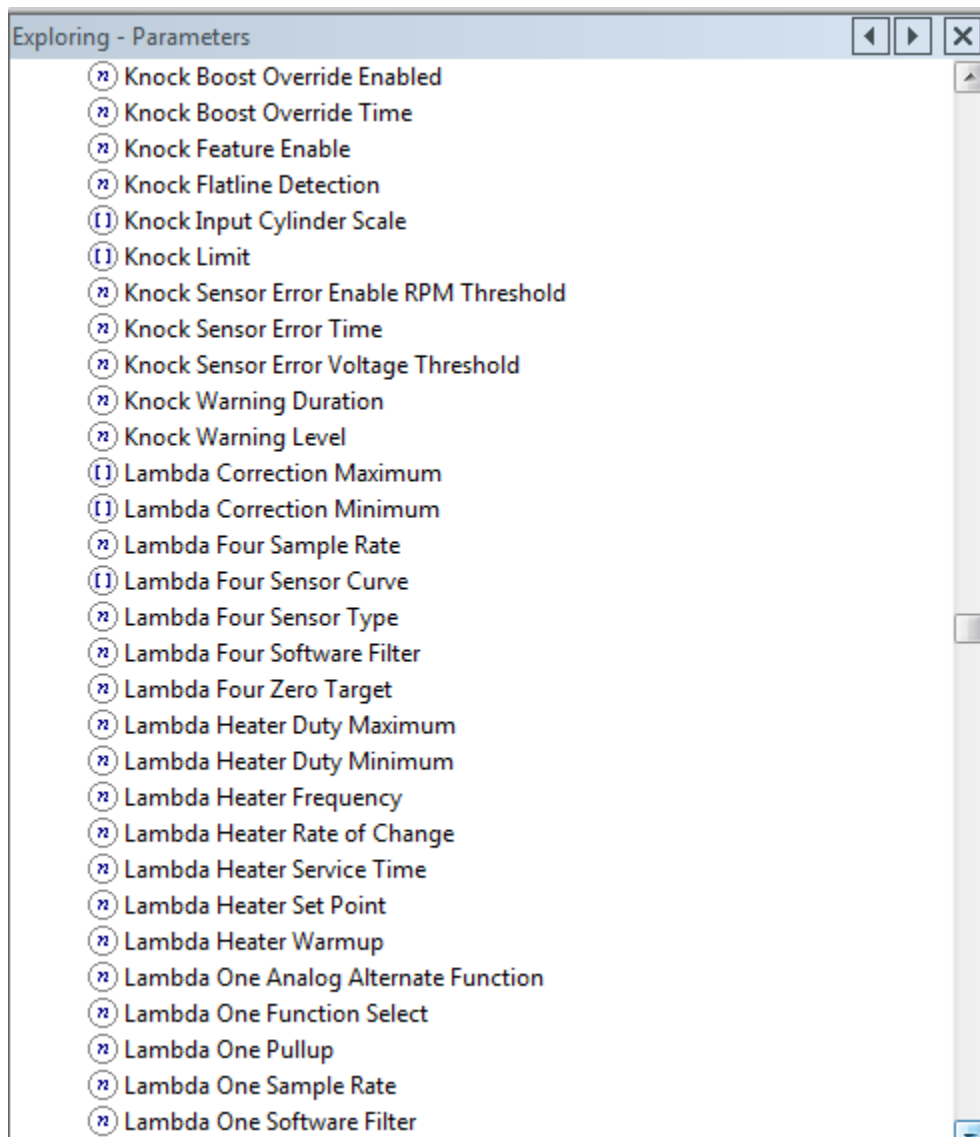 Exploring - Parameters
Knock Boost Override Enabled
Knock Boost Override Time
Knock Feature Enable
Knock Flatline Detection
Knock Input Cylinder Scale
Knock Limit
Knock Sensor Error Enable RPM Threshold
Knock Sensor Error Time
Knock Sensor Error Voltage Threshold
Knock Warning Duration
Knock Warning Level
Lambda Correction Maximum
Lambda Correction Minimum
Lambda Four Sample Rate
Lambda Four Sensor Curve
Lambda Four Sensor Type
Lambda Four Software Filter
Lambda Four Zero Target
Lambda Heater Duty Maximum
Lambda Heater Duty Minimum
Lambda Heater Frequency
Lambda Heater Rate of Change
Lambda Heater Service Time
Lambda Heater Set Point
Lambda Heater Warmup
Lambda One Analog Alternate Function
Lambda One Function Select
Lambda One Pullup
Lambda One Sample Rate
Lambda One Software Filter